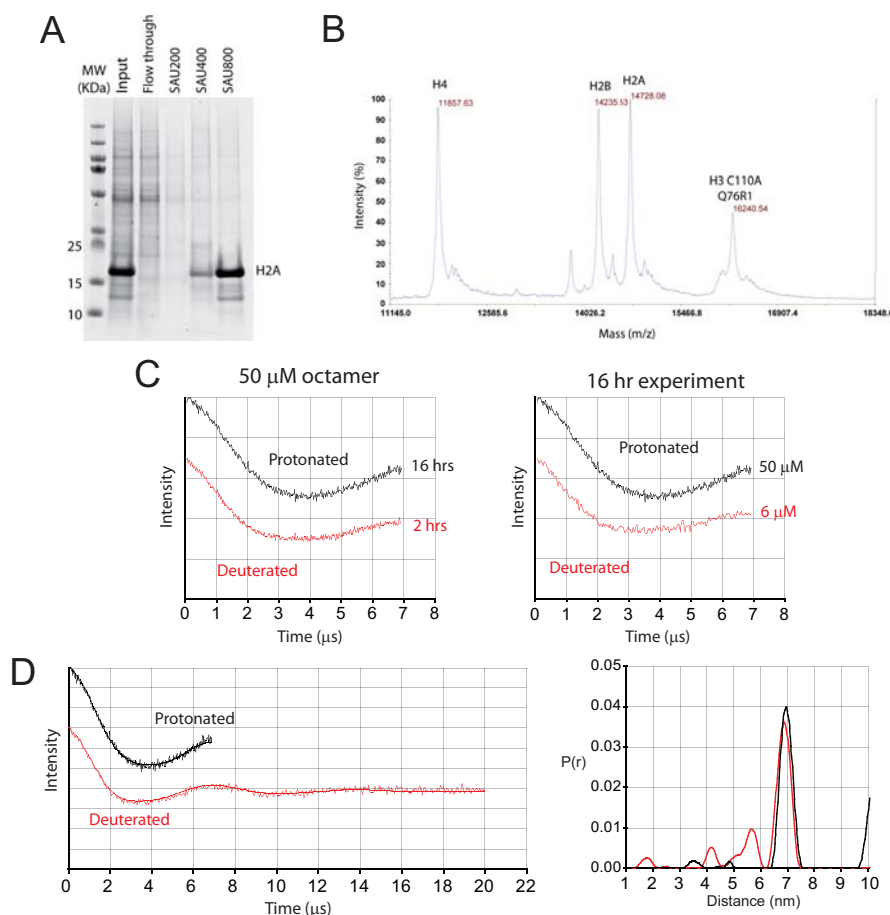 A
MW
(KDa)
Input
Flow through
SAU200
SAU400
SAU800
25
15
10
H2A
B
H4
11857.63
H2B
14235.53
H2A
14728.08
H3 C110A
Q76R1
16240.54
Intensity (%)
100
90
80
70
60
50
40
30
20
10
0
11145.0 12585.6 14026.2 15466.8 16907.4 18348.0
Mass (m/z)
C
50 μM octamer
Intensity
Protonated
16 hrs
2 hrs
Deuterated
0 1 2 3 4 5 6 7 8
Time (μs)
16 hr experiment
Intensity
Protonated
50 μM
6 μM
Deuterated
0 1 2 3 4 5 6 7 8
Time (μs)
D
Intensity
Protonated
Deuterated
0 2 4 6 8 10 12 14 16 18 20 22
Time (μs)
P(r)
0.05
0.04
0.03
0.02
0.01
0.00
1 2 3 4 5 6 7 8 9 10
Distance (nm)